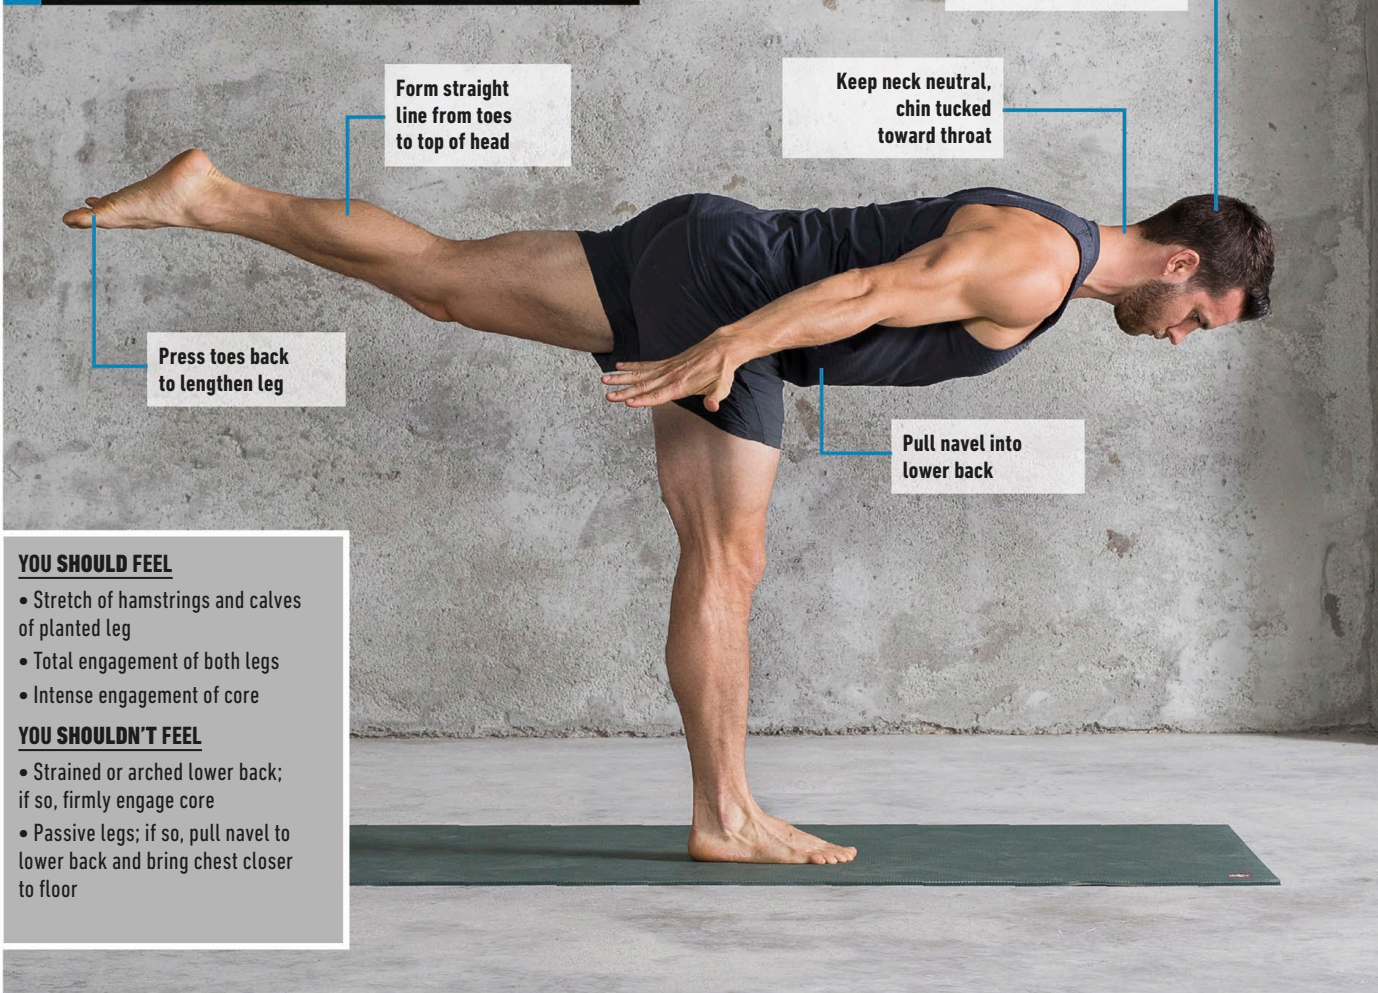 Form straight
line from toes
to top of head
Keep neck neutral,
chin tucked
toward throat
Press toes back
to lengthen leg
Pull navel into
lower back
YOU SHOULD FEEL
• Stretch of hamstrings and calves
of planted leg
• Total engagement of both legs
• Intense engagement of core
YOU SHOULDN'T FEEL
• Strained or arched lower back;
if so, firmly engage core
• Passive legs; if so, pull navel to
lower back and bring chest closer
to floor